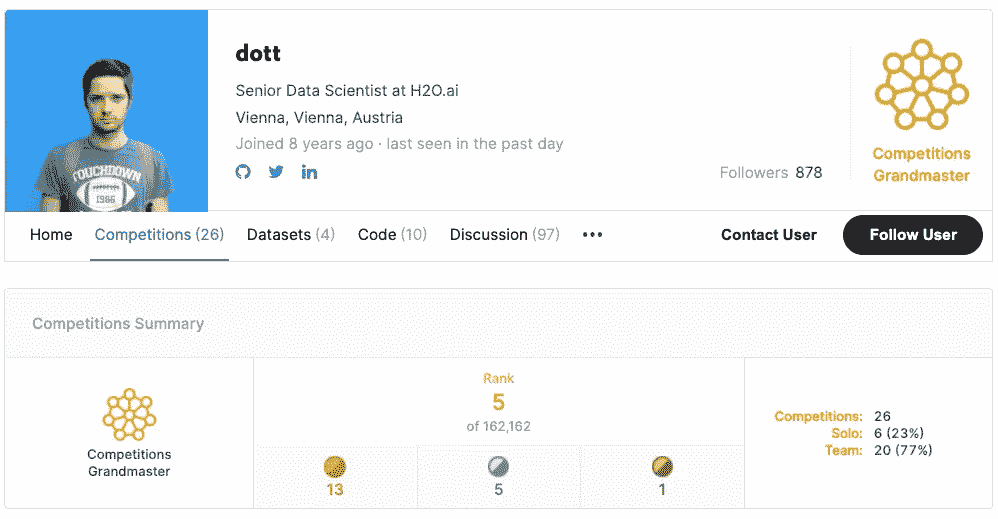 dott
Senior Data Scientist at H2O.ai
Vienna, Vienna, Austria
Joined 8 years ago · last seen in the past day
Followers 878
Competitions
Grandmaster
TOUCHDOWN
1986
Home Competitions (26) Datasets (4) Code (10) Discussion (97) ••• Contact User Follow User
Competitions Summary
Competitions
Grandmaster
Rank
5
of 162,162
13 5 1
Competitions: 26
Solo: 6 (23%)
Team: 20 (77%)